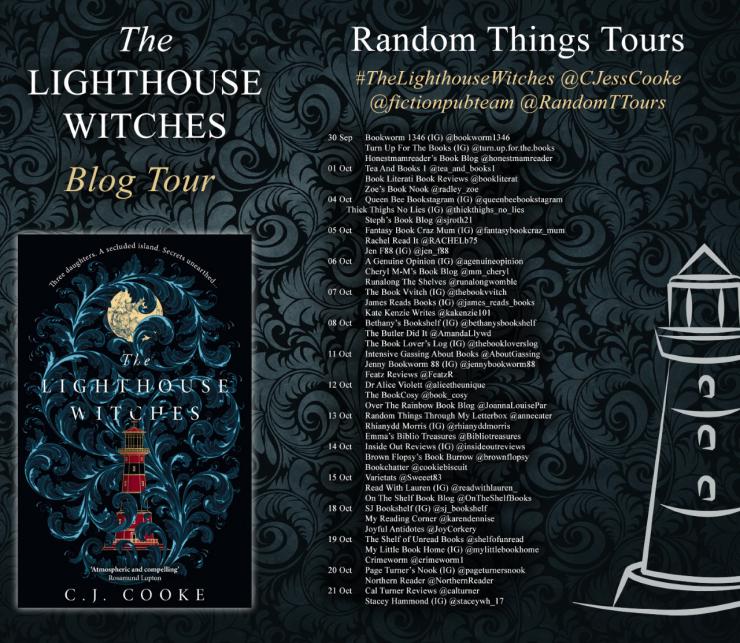 The
LIGHTHOUSE
WITCHES
Blog Tour
Three daughters. A secluded island. Secrets unearthed...
The
LIGHTHOUSE
WITCHES
'Atmospheric and compelling'
Rosamund Lupton
C.J. COOKE
Random Things Tours
#TheLighthouseWitches @CJessCooke
@fictionpubteam @RandomTTours
30 Sep Bookworm 1346 (IG) @bookworm1346
Turn Up For The Books (IG) @turn.up.for.the.books
Honestmamreader's Book Blog @honestmamreader
01 Oct Tea And Books 1 @tea_and_books1
Book Literati Book Reviews @bookliterat
Zoe's Book Nook @radley_zoe
04 Oct Queen Bee Bookstagram (IG) @queenbeebookstagram
Thick Thighs No Lies (IG) @thickthighs_no_lies
Steph's Book Blog @sjroth21
05 Oct Fantasy Book Craz Mum (IG) @fantasybookcraz_mum
Rachel Read It @RACHELb75
Jen F88 (IG) @jen_f88
06 Oct A Genuine Opinion (IG) @agenuineopinion
Cheryl M-M's Book Blog @mm_cheryl
Runalong The Shelves @runalongwomble
07 Oct The Book Vvitch (IG) @thebookvvitch
James Reads Books (IG) @james_reads_books
Kate Kenzie Writes @kakenzie101
08 Oct Bethany's Bookshelf (IG) @bethanysbookshelf
The Butler Did It @AmandaLlywd
The Book Lover's Log (IG) @thebookloverslog
11 Oct Intensive Gassing About Books @AboutGassing
Jenny Bookworm 88 (IG) @jennybookworm88
Featz Reviews @FeatzR
12 Oct Dr Alice Violett @alicetheunique
The BookCosy @book_cosy
Over The Rainbow Book Blog @JoannaLouisePar
13 Oct Random Things Through My Letterbox @annecater
Rhianydd Morris (IG) @rhianyddmorris
Emma's Biblio Treasures @Bibliotreasures
14 Oct Inside Out Reviews (IG) @insideoutreviews
Brown Flopsy's Book Burrow @brownflopsy
Bookchatter @cookiebiscuit
15 Oct Varietats @Sweeet83
Read With Lauren (IG) @readwithlauren_
On The Shelf Book Blog @OnTheShelfBooks
18 Oct SJ Bookshelf (IG) @sj_bookshelf
My Reading Corner @karendennise
Joyful Antidotes @JoyCorkery
19 Oct The Shelf of Unread Books @shelfofunread
My Little Book Home (IG) @mylittlebookhome
Crimeworm @crimeworm1
20 Oct Page Turner's Nook (IG) @pageturnersnook
Northern Reader @NorthernReader
21 Oct Cal Turner Reviews @calturner
Stacey Hammond (IG) @staceywh_17